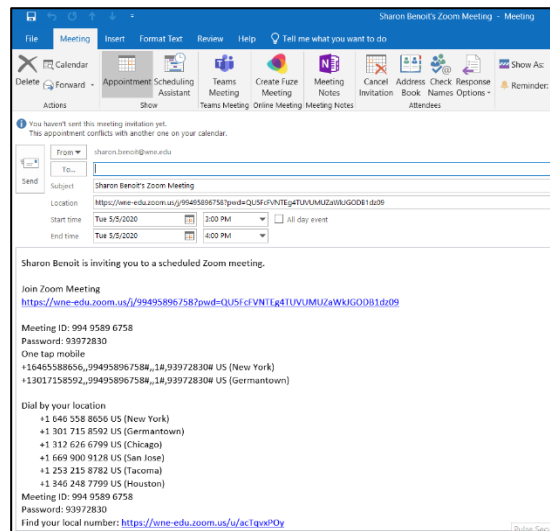 Sharon Benoit's Zoom Meeting - Meeting
File Meeting Insert Format Text Review Help Tell me what you want to do
Delete Calendar Forward Appointment Scheduling Assistant Teams Meeting Create Fuze Meeting Meeting Notes Cancel Invitation Address Book Check Names Response Options Show As: Reminder:
Actions Show Teams Meeting Online Meeting Meeting Notes Attendees
You haven't sent this meeting invitation yet.
This appointment conflicts with another one on your calendar.
Send
From sharon.benoit@wne.edu
To...
Subject Sharon Benoit's Zoom Meeting
Location https://wne-edu.zoom.us/j/99495896758?pwd=QU5FcFVNTEg4TUVUMUZaWkJGODB1dz09
Start time Tue 5/5/2020 3:00 PM All day event
End time Tue 5/5/2020 4:00 PM
Sharon Benoit is inviting you to a scheduled Zoom meeting.
Join Zoom Meeting
https://wne-edu.zoom.us/j/99495896758?pwd=QU5FcFVNTEg4TUVUMUZaWkJGODB1dz09
Meeting ID: 994 9589 6758
Password: 93972830
One tap mobile
+16465588656,,99495896758#,,1#,93972830# US (New York)
+13017158592,,99495896758#,,1#,93972830# US (Germantown)
Dial by your location
+1 646 558 8656 US (New York)
+1 301 715 8592 US (Germantown)
+1 312 626 6799 US (Chicago)
+1 669 900 9128 US (San Jose)
+1 253 215 8782 US (Tacoma)
+1 346 248 7799 US (Houston)
Meeting ID: 994 9589 6758
Password: 93972830
Find your local number: https://wne-edu.zoom.us/u/acTqvxPOy
Pulse Sec